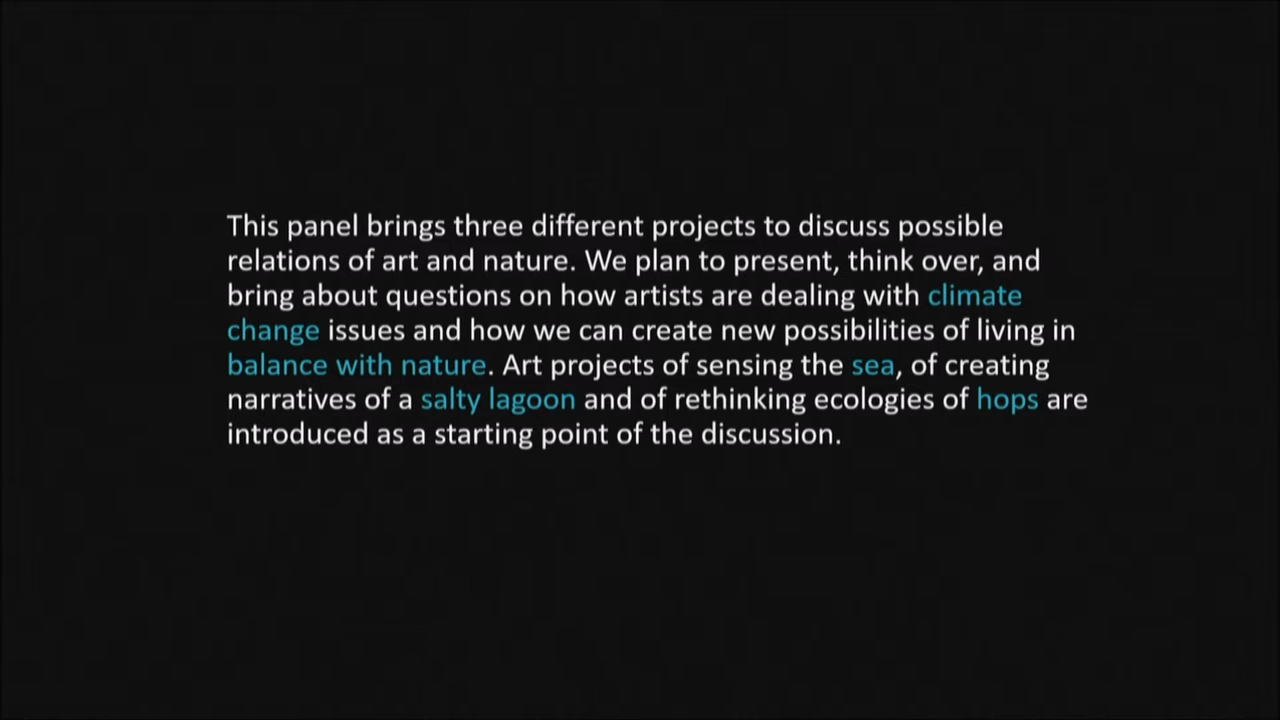 This panel brings three different projects to discuss possible
relations of art and nature. We plan to present, think over, and
bring about questions on how artists are dealing with climate
change issues and how we can create new possibilities of living in
balance with nature. Art projects of sensing the sea, of creating
narratives of a salty lagoon and of rethinking ecologies of hops are
introduced as a starting point of the discussion.